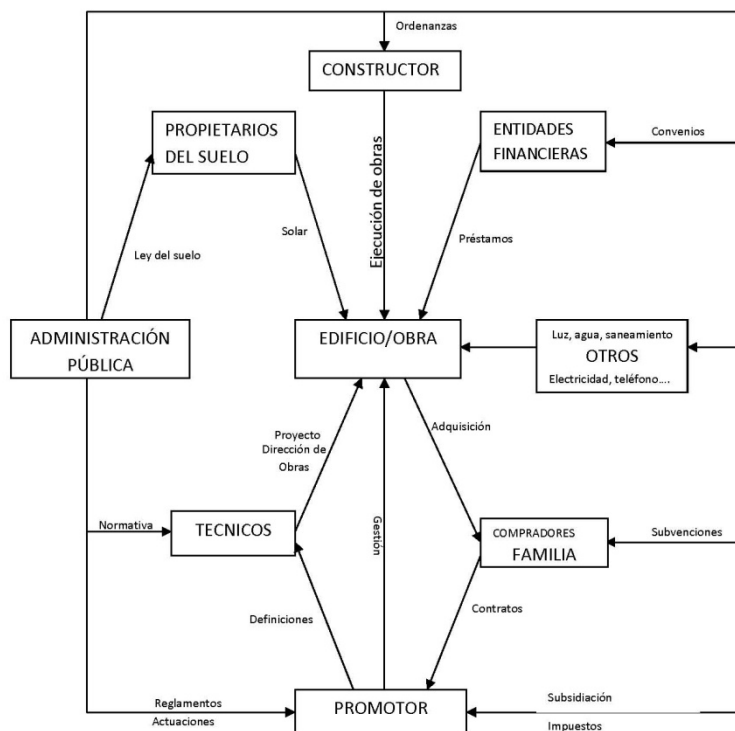 Ordenanzas
CONSTRUCTOR
PROPIETARIOS
DEL SUELO
ENTIDADES
FINANCIERAS
Convenios
Ejecución de obras
Solar
Préstamos
Ley del suelo
ADMINISTRACIÓN
PÚBLICA
EDIFICIO/OBRA
Luz, agua, saneamiento
OTROS
Electricidad, teléfono....
Proyecto
Dirección de
Obras
Adquisición
Normativa
TECNICOS
Gestión
COMPRADORES
FAMILIA
Subvenciones
Definiciones
Contratos
Reglamentos
Actuaciones
PROMOTOR
Subsidiación
Impuestos